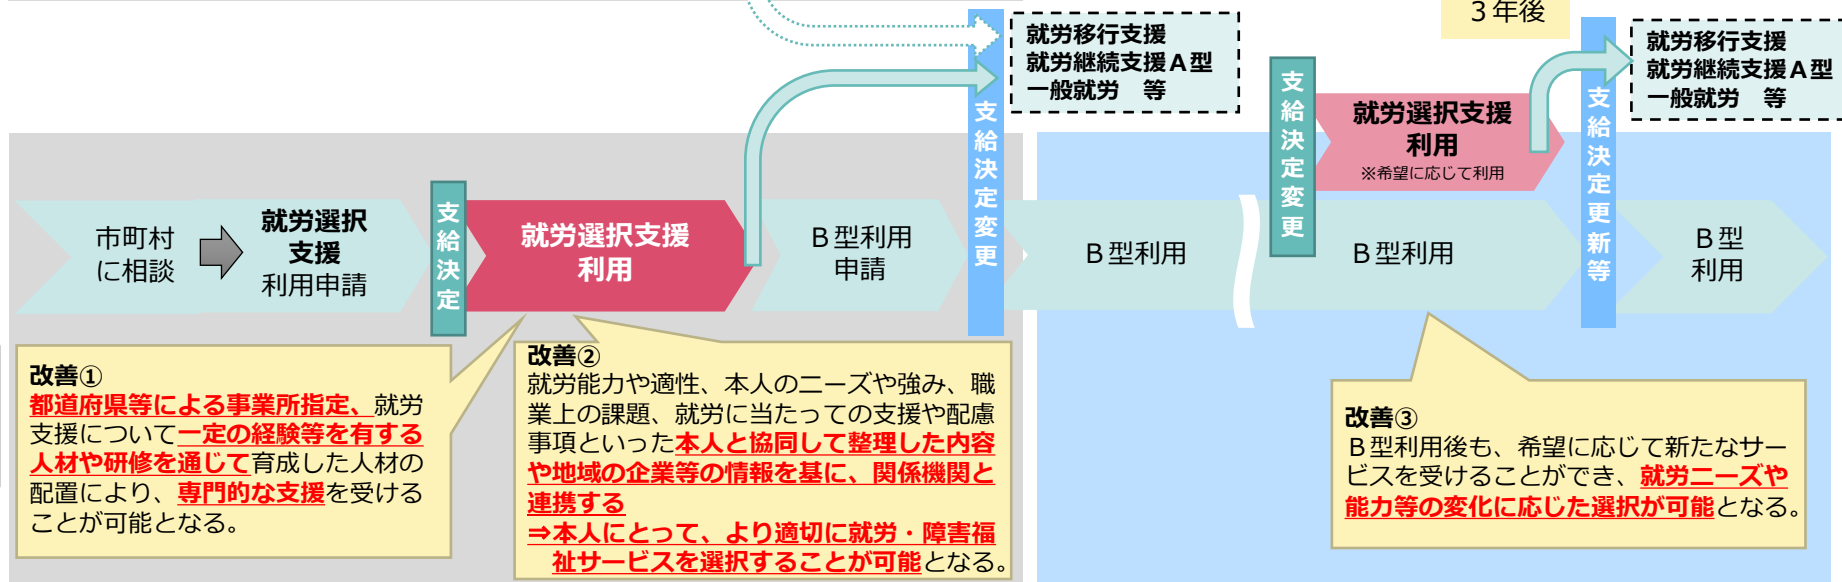 3年後
就労移行支援
就労継続支援A型
一般就労　等
就労移行支援
就労継続支援A型
一般就労　等
市町村
に相談
就労選択
支援
利用申請
支給決定
就労選択支援
利用
B型利用
申請
支給決定変更
B型利用
支給決定変更
就労選択支援
利用
※希望に応じて利用
B型利用
支給決定更新等
B型
利用
改善①
都道府県等による事業所指定、就労
支援について一定の経験等を有する
人材や研修を通じて育成した人材の
配置により、専門的な支援を受ける
ことが可能となる。
改善②
就労能力や適性、本人のニーズや強み、職
業上の課題、就労に当たっての支援や配慮
事項といった本人と協同して整理した内容
や地域の企業等の情報を基に、関係機関と
連携する
⇒本人にとって、より適切に就労・障害福
祉サービスを選択することが可能となる。
改善③
B型利用後も、希望に応じて新たなサー
ビスを受けることができ、就労ニーズや
能力等の変化に応じた選択が可能となる。